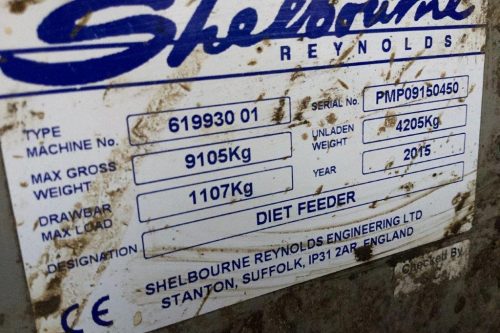 Shelbourne
REYNOLDS
TYPE
MACHINE No. 619930 01 SERIAL No. PMP09150450
MAX GROSS
WEIGHT 9105Kg UNLADEN
WEIGHT 4205Kg
DRAWBAR
MAX LOAD 1107Kg YEAR 2015
DESIGNATION DIET FEEDER
SHELBOURNE REYNOLDS ENGINEERING LTD
STANTON, SUFFOLK, IP31 2AR, ENGLAND
CE Checked By